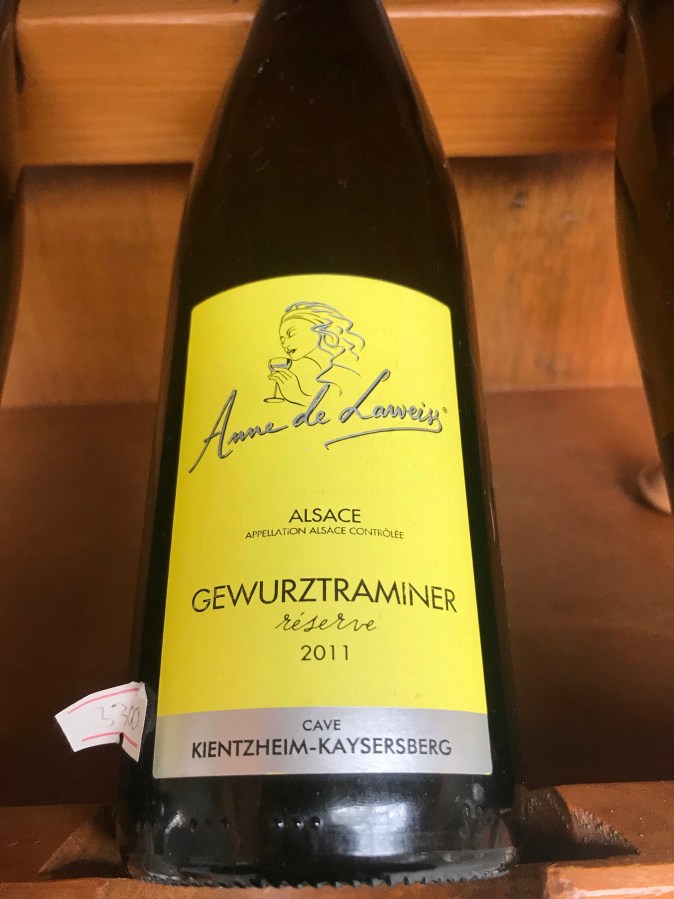 Anne de Laweiss®
ALSACE
APPELLATION ALSACE CONTRÔLÉE
GEWURZTRAMINER
réserve
2011
CAVE
KIENTZHEIM-KAYSERSBERG